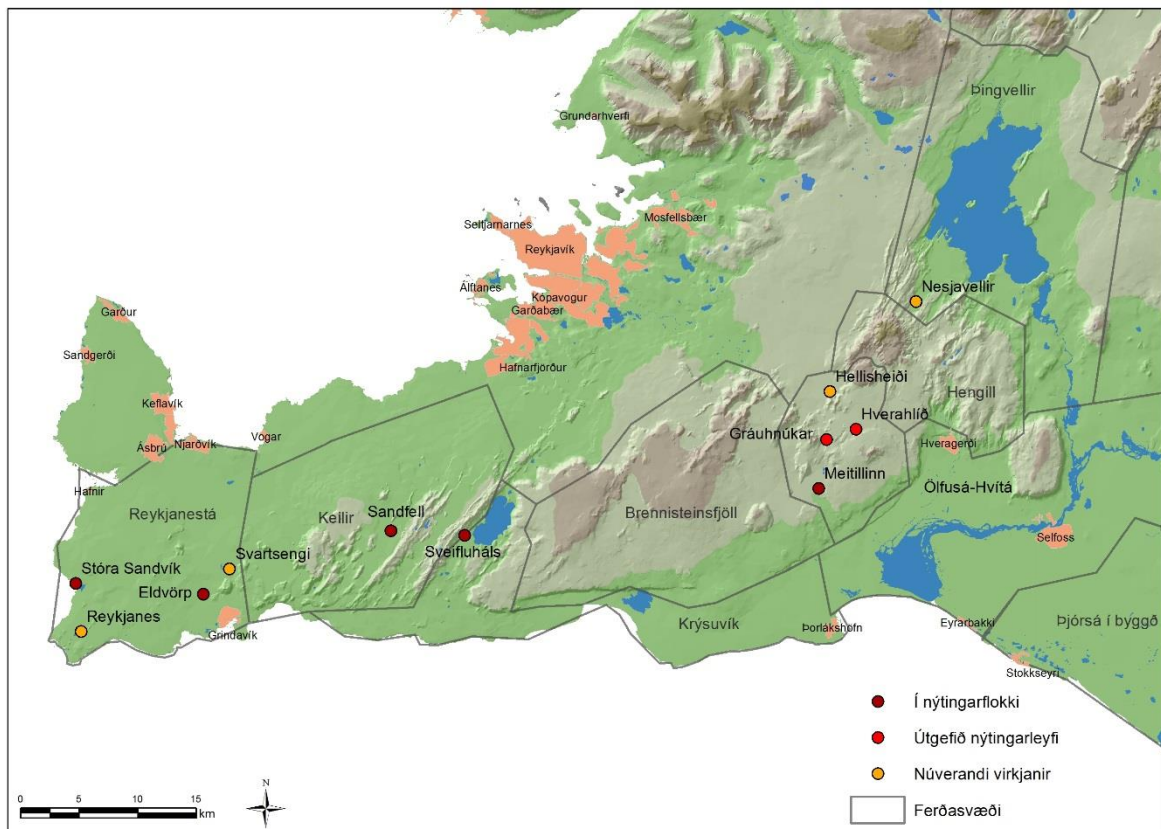 Þingvellir
Grundarhverfi
Mosfellsbær
Seltjarnarnes
Reykjavík
Álftanes
Kópavogur
Garðabær
Hafnarfjörður
Nesjavellir
Garður
Sandgerði
Keflavík
Ásbrú
Njarðvík
Vogar
Hafnir
Hellisheiði
Hengill
Hverahlíð
Gráuhnúkar
Hveragerði
Meitillinn
Ölfusá-Hvítá
Reykjanestá
Keilir
Sandfell
Sveifluháls
Brennisteinsfjöll
Selfoss
Svartsengi
Stóra Sandvík
Eldvörp
Reykjanes
Grindavík
Krýsuvík
Þorlákshöfn
Eyrarbakki
Þjórsá í byggð
Stokkseyri
Í nýtingarflokki
Útgefið nýtingarleyfi
Núverandi virkjanir
Ferðasvæði
N
0 5 10 15
km